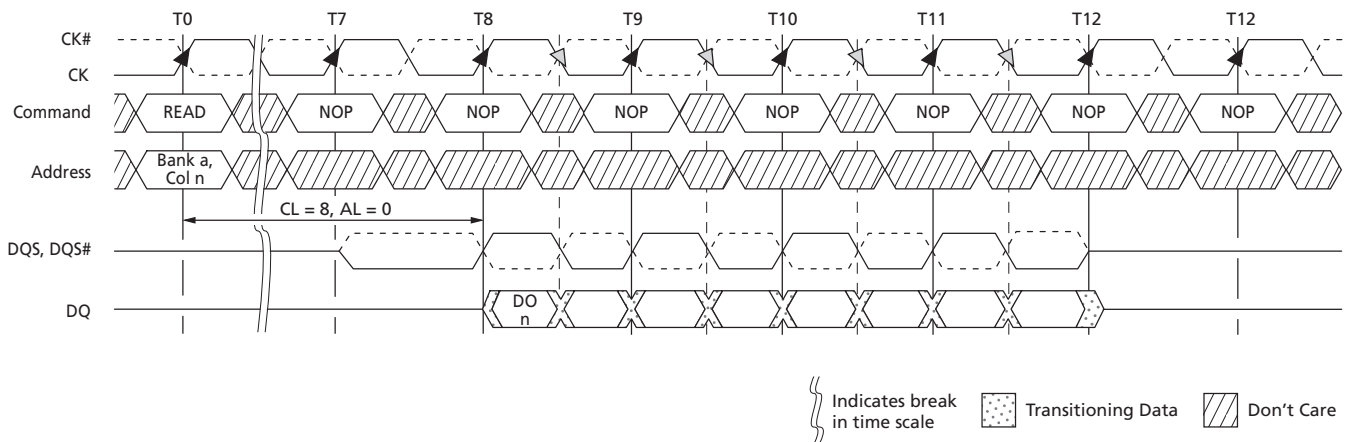 T0 T7 T8 T9 T10 T11 T12 T12
CK#
CK
Command READ NOP NOP NOP NOP NOP NOP NOP
Address Bank a,
Col n
CL = 8, AL = 0
DQS, DQS#
DQ DO
n
Indicates break
in time scale
Transitioning Data
Don't Care